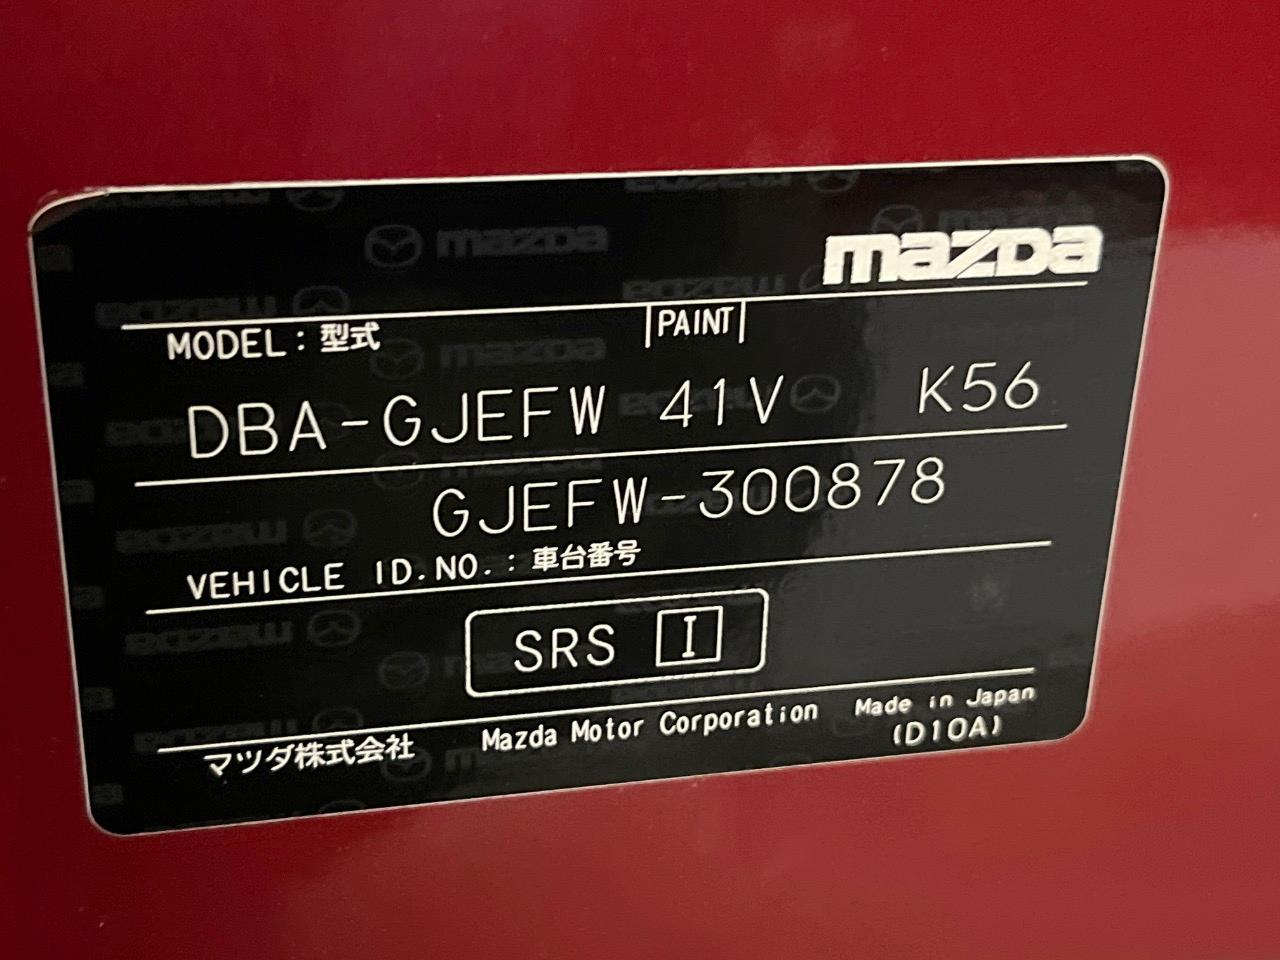 mazda
MODEL : 型式 PAINT
DBA-GJEFW 41V K56
GJEFW-300878
VEHICLE ID.NO. : 車台番号
SRS I
マツダ株式会社 Mazda Motor Corporation Made in Japan
(D10A)